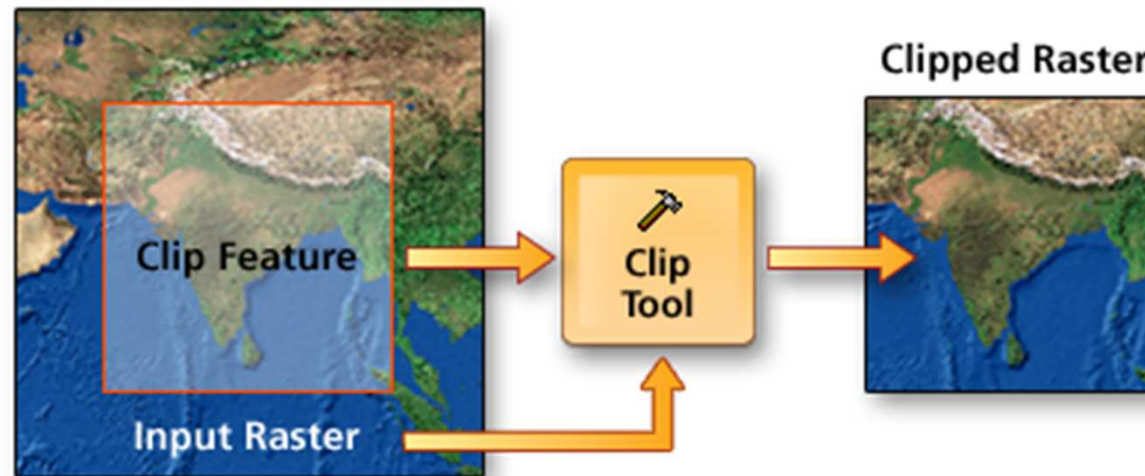 Clipped Raster
Clip Feature
Clip
Tool
Input Raster